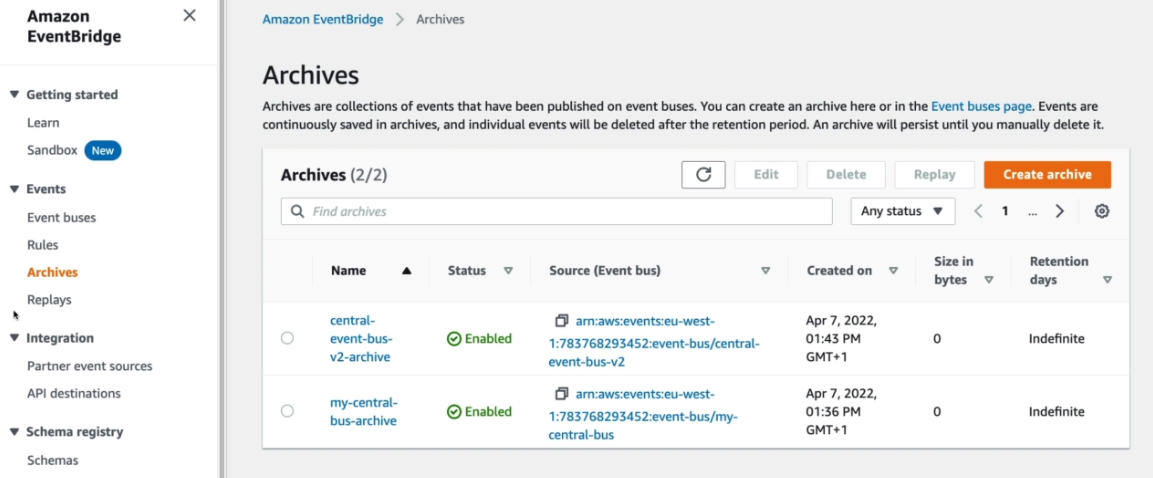 Amazon
EventBridge
Getting started
Learn
Sandbox New
Events
Event buses
Rules
Archives
Replays
Integration
Partner event sources
API destinations
Schema registry
Schemas
Amazon EventBridge > Archives
Archives
Archives are collections of events that have been published on event buses. You can create an archive here or in the Event buses page. Events are
continuously saved in archives, and individual events will be deleted after the retention period. An archive will persist until you manually delete it.
Archives (2/2)
Edit
Delete
Replay
Create archive
Find archives
Any status
1 ...
Name
Status
Source (Event bus)
Created on
Size in
bytes
Retention
days
central-
event-bus-
v2-archive
Enabled
arn:aws:events:eu-west-
1:783768293452:event-bus/central-
event-bus-v2
Apr 7, 2022,
01:43 PM
GMT+1
0
Indefinite
my-central-
bus-archive
Enabled
arn:aws:events:eu-west-
1:783768293452:event-bus/my-
central-bus
Apr 7, 2022,
01:36 PM
GMT+1
0
Indefinite